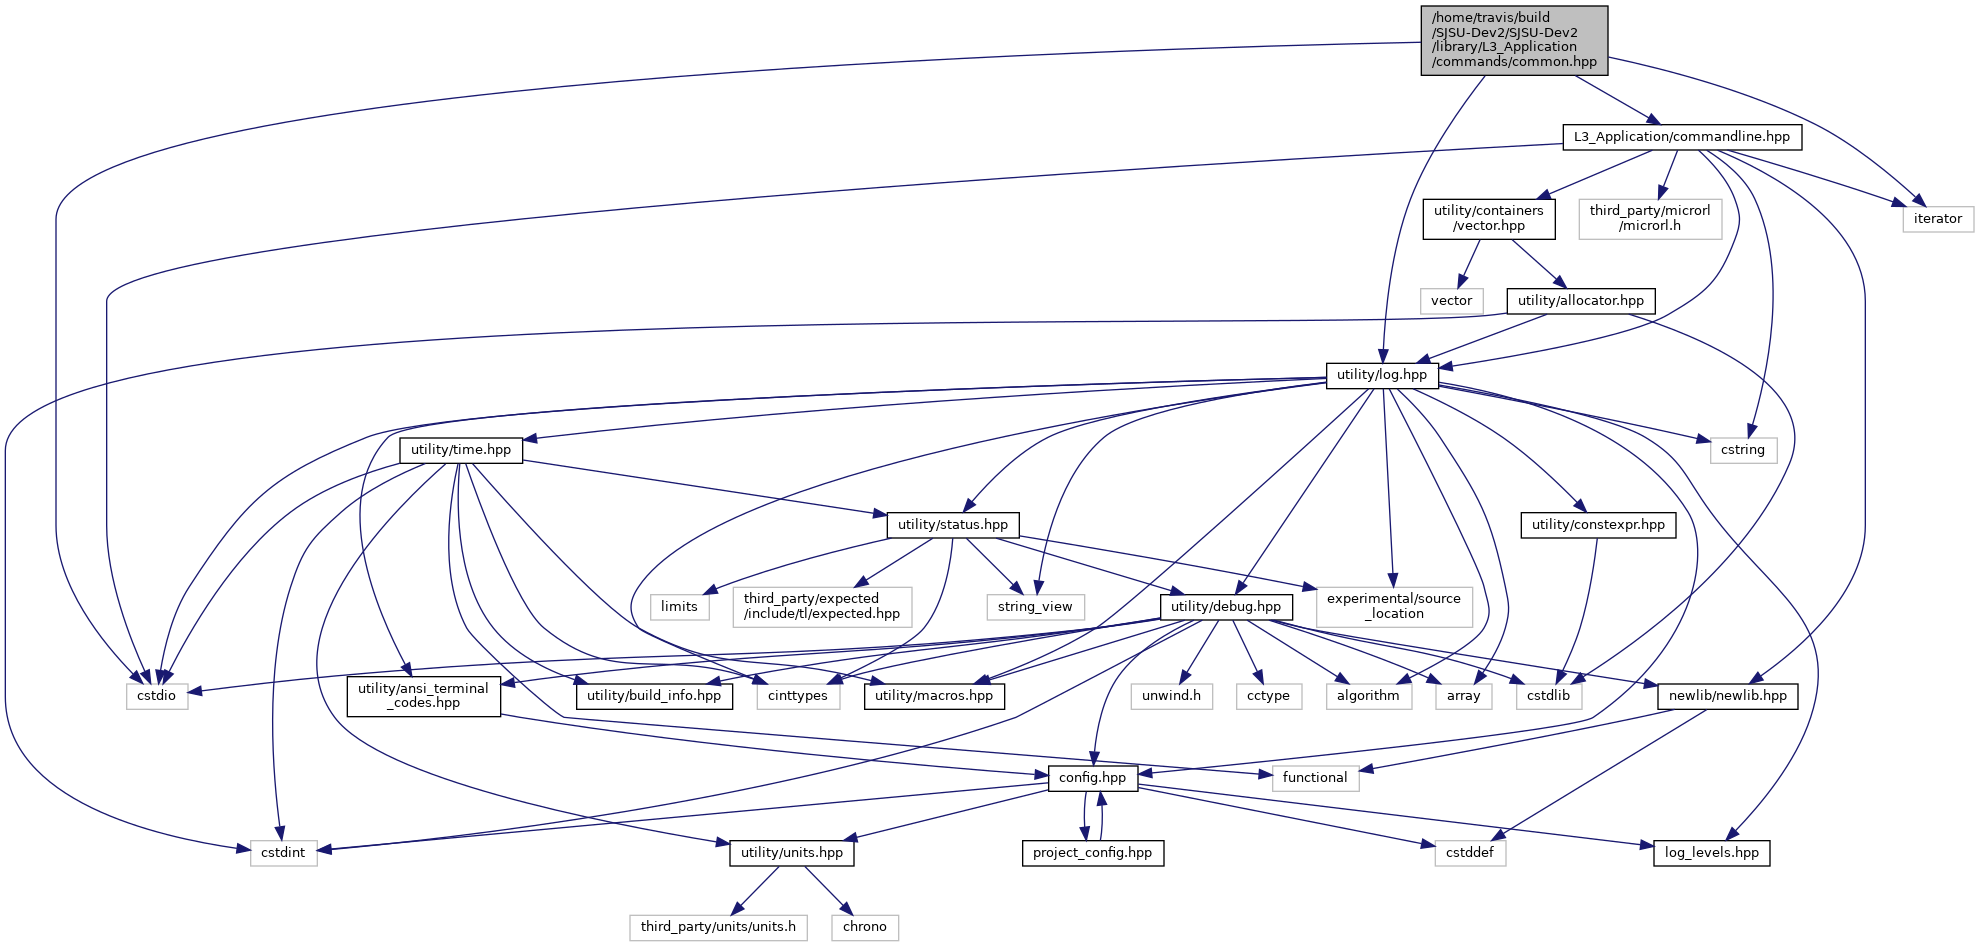 /home/travis/build
/SJSU-Dev2/SJSU-Dev2
/library/L3_Application
/commands/common.hpp
L3_Application/commandline.hpp
utility/containers
/vector.hpp
third_party/microrl
/microrl.h
iterator
vector
utility/allocator.hpp
utility/log.hpp
utility/time.hpp
cstring
utility/status.hpp
utility/constexpr.hpp
limits
third_party/expected
/include/tl/expected.hpp
string_view
utility/debug.hpp
experimental/source
_location
cstdio
utility/ansi_terminal
_codes.hpp
utility/build_info.hpp
cinttypes
utility/macros.hpp
unwind.h
cctype
algorithm
array
cstdlib
newlib/newlib.hpp
config.hpp
functional
cstdint
utility/units.hpp
project_config.hpp
cstddef
log_levels.hpp
third_party/units/units.h
chrono